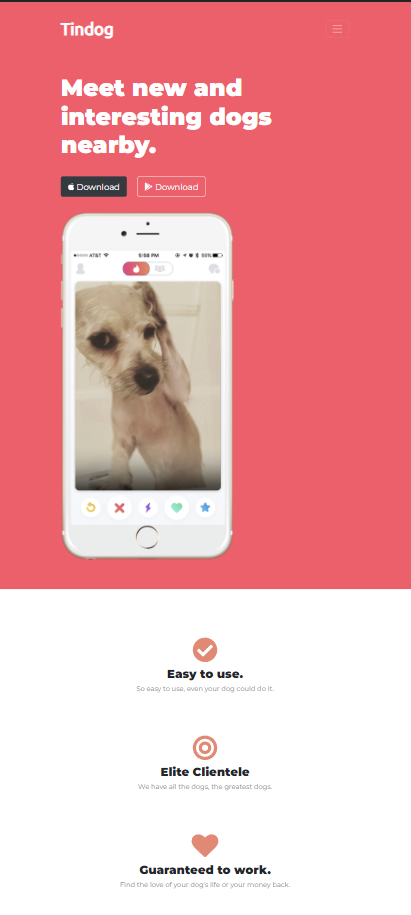 Tindog
Meet new and
interesting dogs
nearby.
Download
Download
AT&T
5:58 PM
50%
Easy to use.
So easy to use, even your dog could do it.
Elite Clientele
We have all the dogs, the greatest dogs.
Guaranteed to work.
Find the love of your dog's life or your money back.